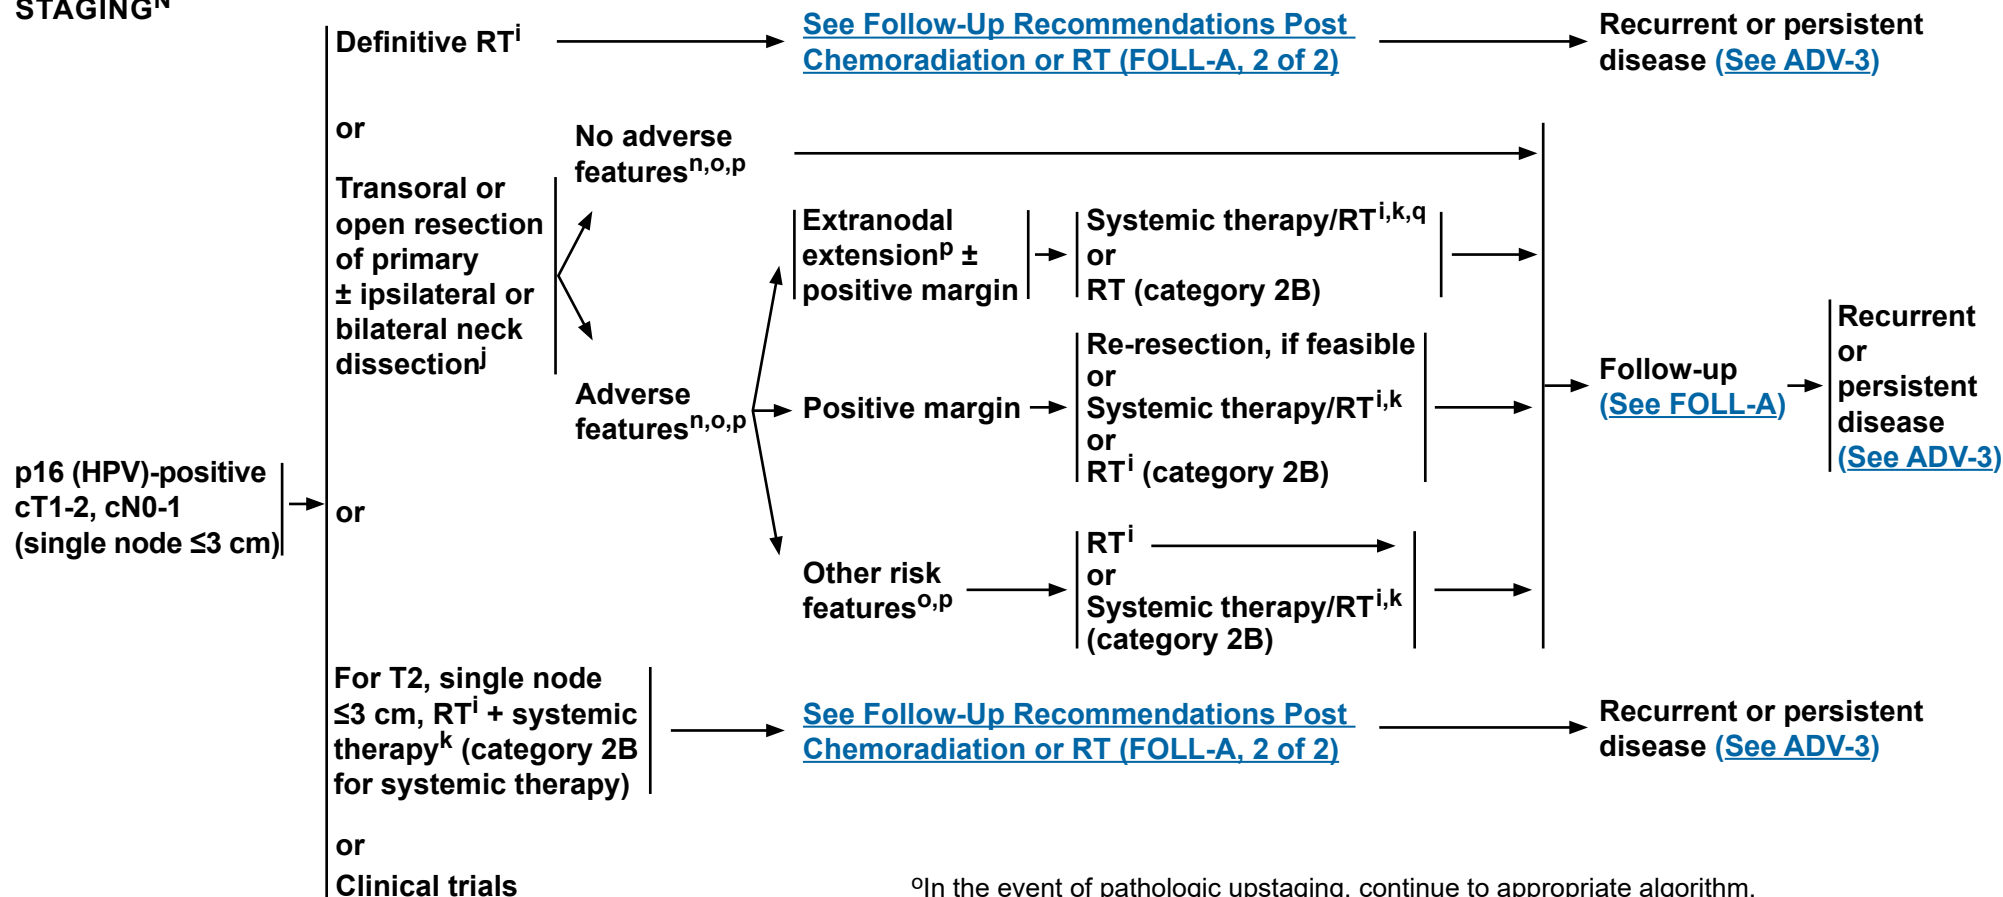 STAGINGᴺ
Definitive RTⁱ
See Follow-Up Recommendations Post
Chemoradiation or RT (FOLL-A, 2 of 2)
Recurrent or persistent
disease (See ADV-3)
or
Transoral or
open resection
of primary
± ipsilateral or
bilateral neck
dissectionʲ
No adverse
featuresⁿ,ᵒ,ᵖ
Adverse
featuresⁿ,ᵒ,ᵖ
Extranodal
extensionᵖ ±
positive margin
Systemic therapy/RTⁱ,ᵏ,q
or
RT (category 2B)
Positive margin
Re-resection, if feasible
or
Systemic therapy/RTⁱ,ᵏ
or
RTⁱ (category 2B)
Other risk
featuresᵒ,ᵖ
RTⁱ
or
Systemic therapy/RTⁱ,ᵏ
(category 2B)
Follow-up
(See FOLL-A)
Recurrent
or
persistent
disease
(See ADV-3)
p16 (HPV)-positive
cT1-2, cN0-1
(single node ≤3 cm)
or
For T2, single node
≤3 cm, RTⁱ + systemic
therapyᵏ (category 2B
for systemic therapy)
See Follow-Up Recommendations Post
Chemoradiation or RT (FOLL-A, 2 of 2)
Recurrent or persistent
disease (See ADV-3)
or
Clinical trials
ᵒIn the event of pathologic upstaging, continue to appropriate algorithm.